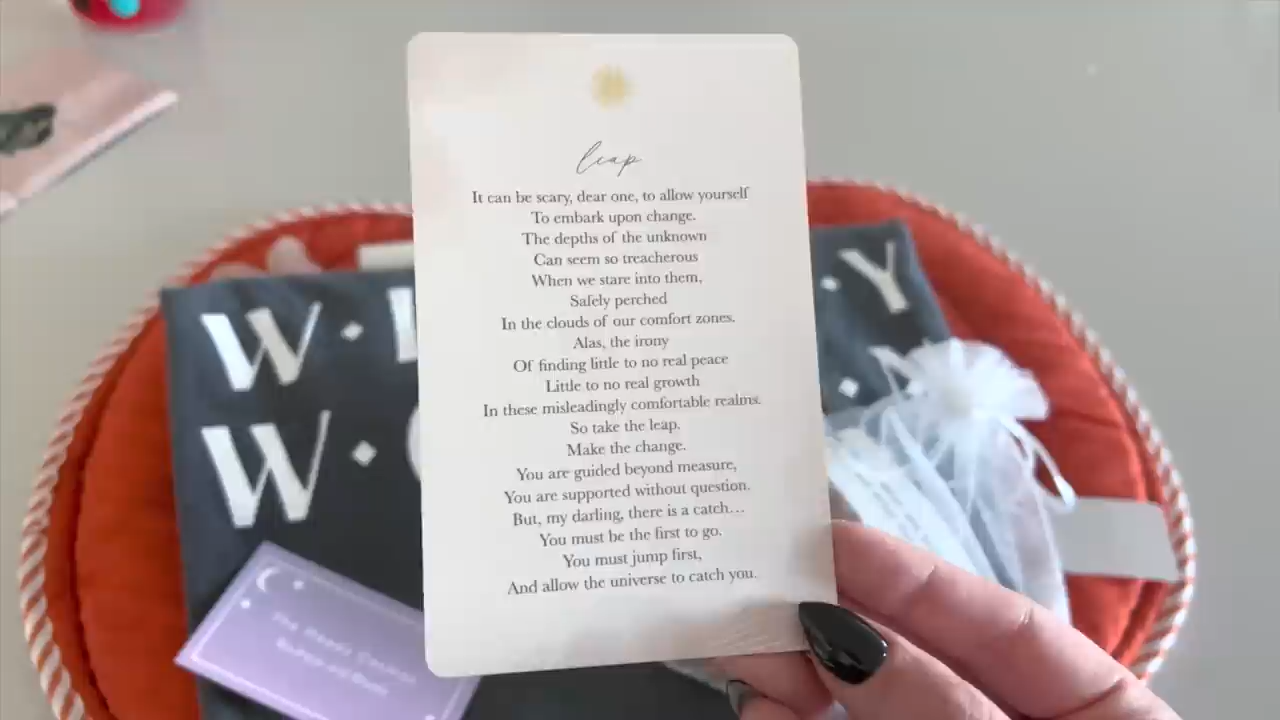 leap
It can be scary, dear one, to allow yourself
To embark upon change.
The depths of the unknown
Can seem so treacherous
When we stare into them,
Safely perched
In the clouds of our comfort zones.
Alas, the irony
Of finding little to no real peace
Little to no real growth
In these misleadingly comfortable realms.
So take the leap.
Make the change.
You are guided beyond measure,
You are supported without question.
But, my darling, there is a catch…
You must be the first to go.
You must jump first,
And allow the universe to catch you.
W
Y
W
The